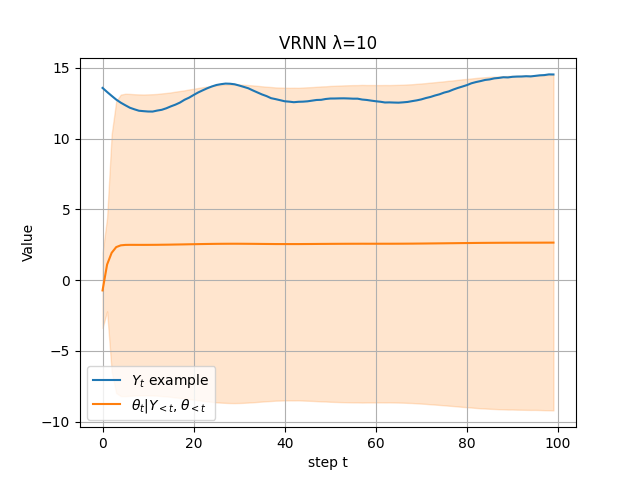 VRNN λ=10
Value
15
10
5
0
−5
−10
Y_t example
θ_t|Y_{<t}, θ_{<t}
0 20 40 60 80 100
step t